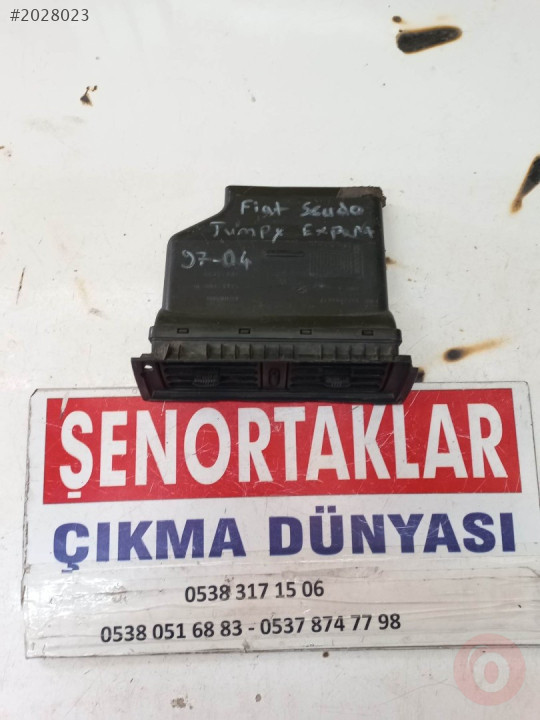 #2028023
Fiat Scudo
Jumpy Expert
97-04
ŞENORTAKLAR
ÇIKMA DÜNYASI
0538 317 15 06
0538 051 68 83 - 0537 874 77 98